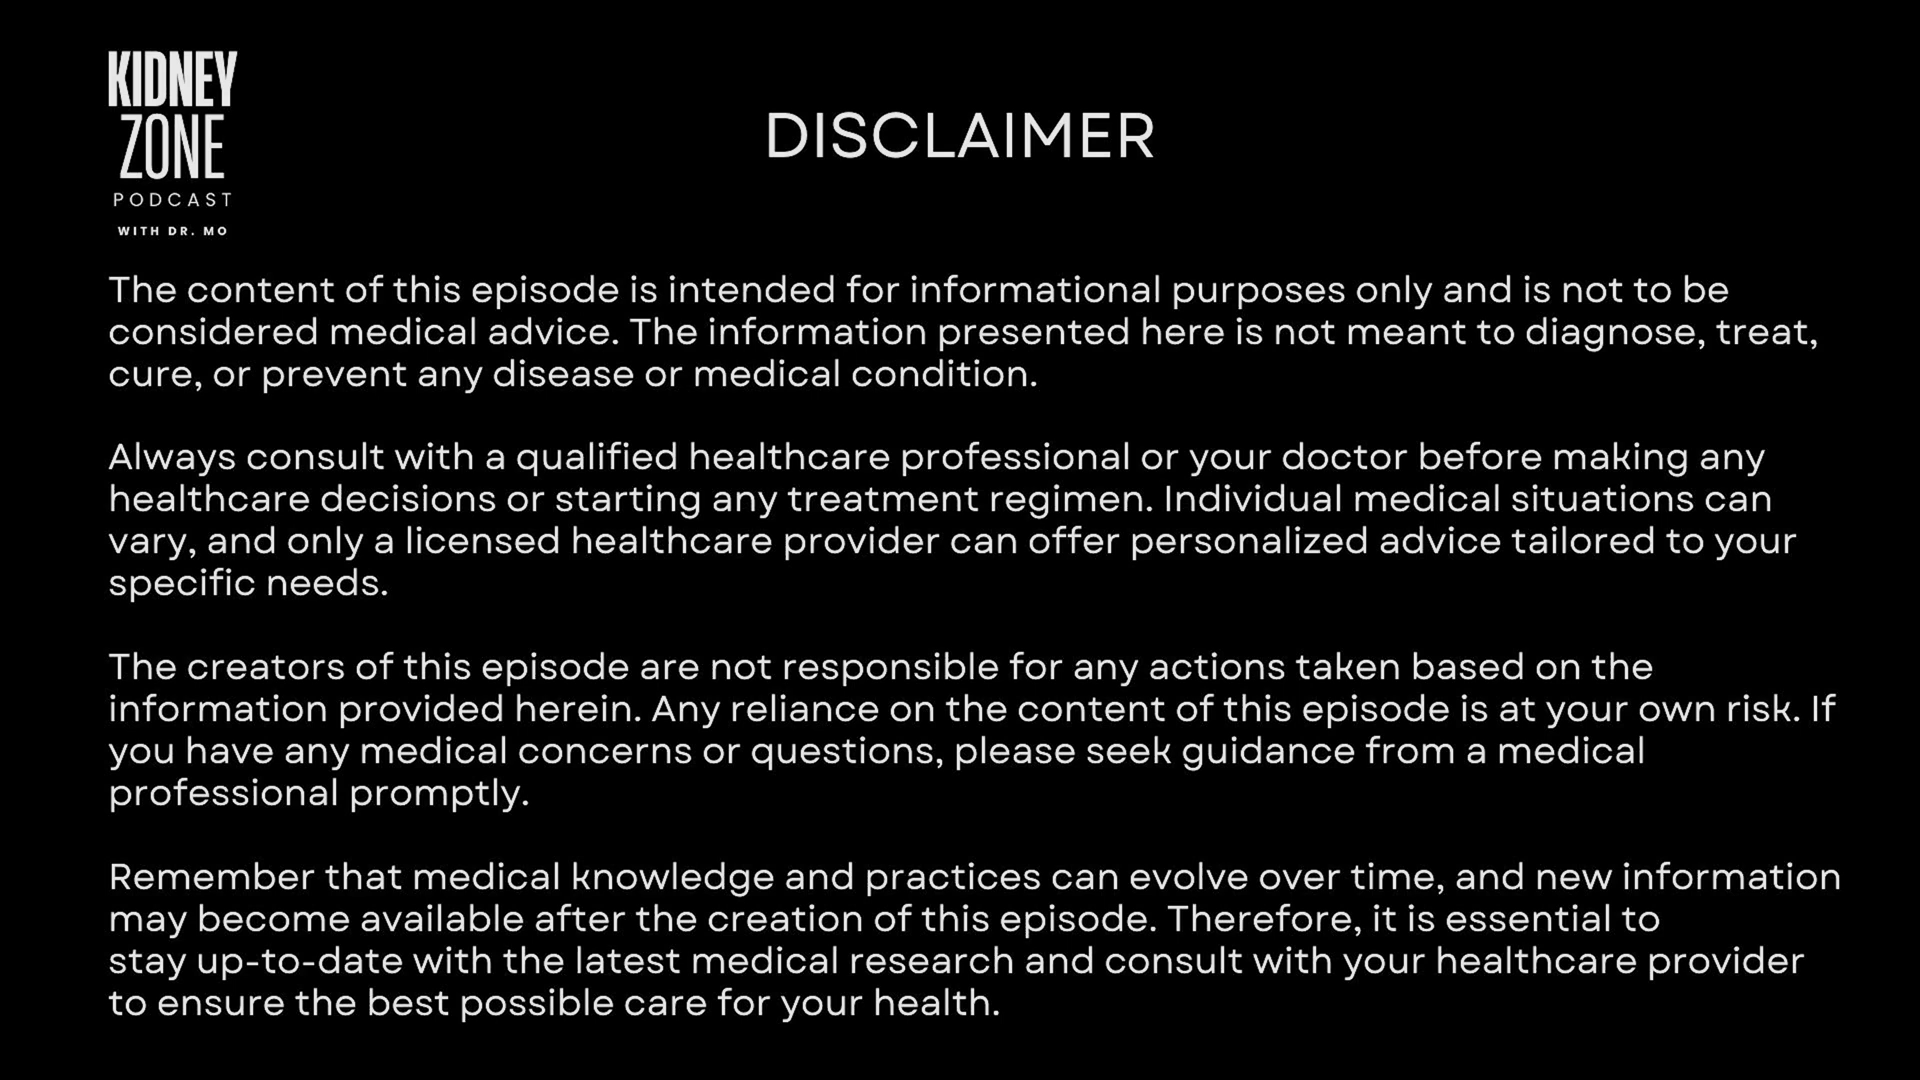 KIDNEY
ZONE
PODCAST
WITH DR. MO
DISCLAIMER
The content of this episode is intended for informational purposes only and is not to be
considered medical advice. The information presented here is not meant to diagnose, treat,
cure, or prevent any disease or medical condition.
Always consult with a qualified healthcare professional or your doctor before making any
healthcare decisions or starting any treatment regimen. Individual medical situations can
vary, and only a licensed healthcare provider can offer personalized advice tailored to your
specific needs.
The creators of this episode are not responsible for any actions taken based on the
information provided herein. Any reliance on the content of this episode is at your own risk. If
you have any medical concerns or questions, please seek guidance from a medical
professional promptly.
Remember that medical knowledge and practices can evolve over time, and new information
may become available after the creation of this episode. Therefore, it is essential to
stay up-to-date with the latest medical research and consult with your healthcare provider
to ensure the best possible care for your health.